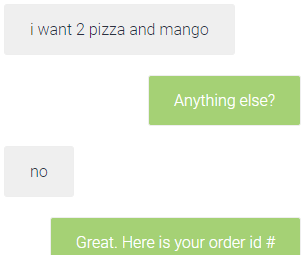 i want 2 pizza and mango
Anything else?
no
Great. Here is your order id #